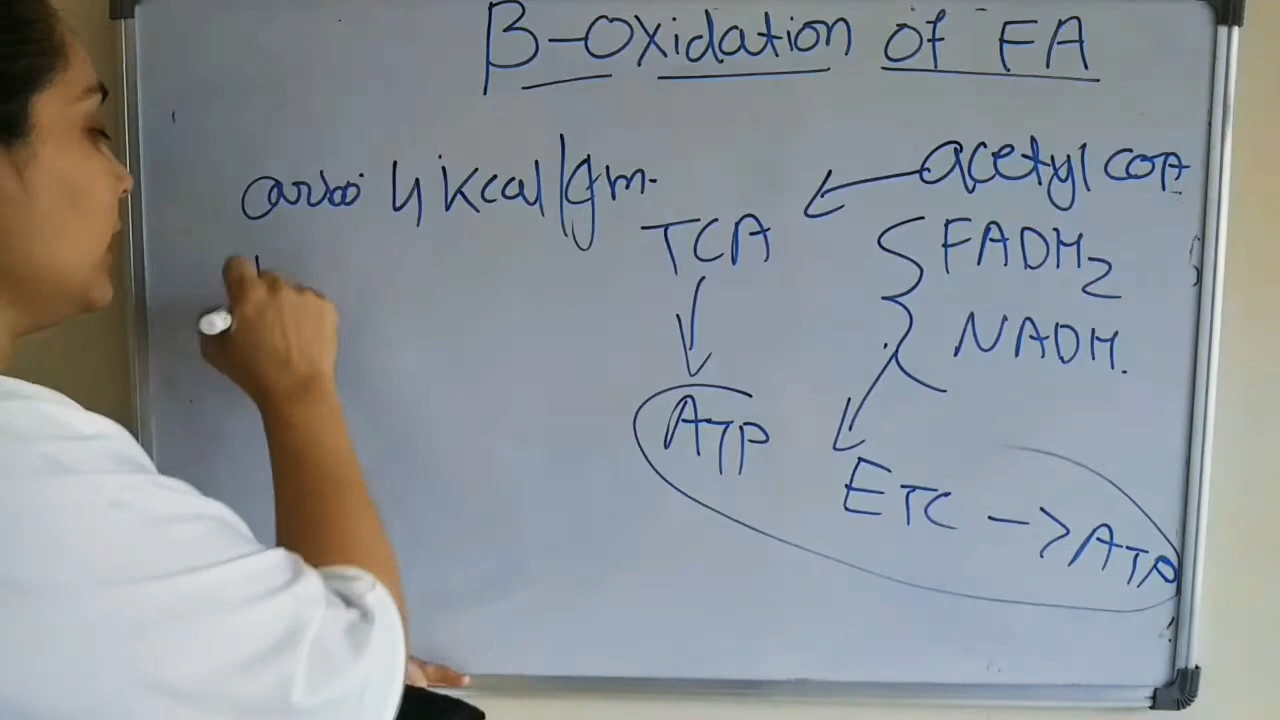 β-Oxidation of FA
carbo 4 kcal/gm.
acetyl COA
TCA
FADH2
NADH.
ATP
ETC -> ATP